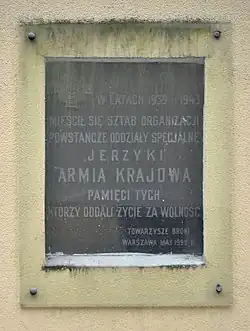 W LATACH 1939 - 1943
MIEŚCIŁ SIĘ SZTAB ORGANIZACJI
POWSTAŃCZE ODDZIAŁY SPECJALNE
„JERZYKI"
ARMIA KRAJOWA
PAMIĘCI TYCH
KTÓRZY ODDALI ŻYCIE ZA WOLNOŚĆ
TOWARZYSZE BRONI
WARSZAWA MAJ